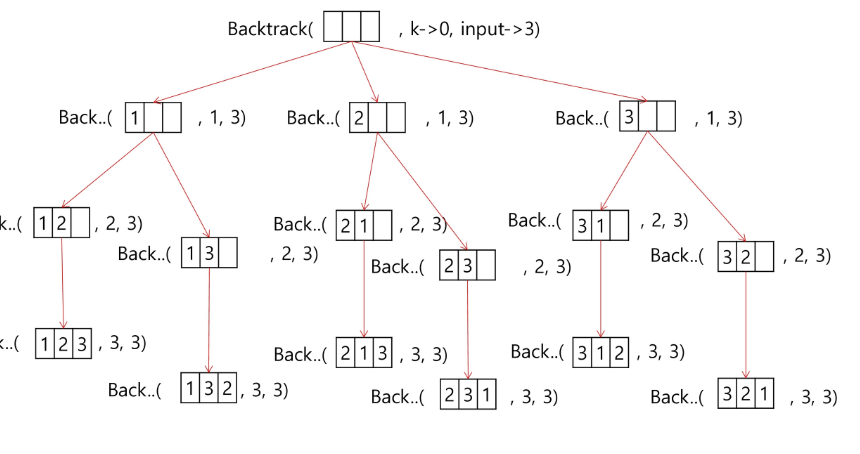 Backtrack( , k->0, input->3)
Back..( 1 , 1, 3)
Back..( 2 , 1, 3)
Back..( 3 , 1, 3)
k..( 1 2 , 2, 3)
Back..( 1 3 , 2, 3)
Back..( 2 1 , 2, 3)
Back..( 2 3 , 2, 3)
Back..( 3 1 , 2, 3)
Back..( 3 2 , 2, 3)
k..( 1 2 3 , 3, 3)
Back..( 1 3 2 , 3, 3)
Back..( 2 1 3 , 3, 3)
Back..( 2 3 1 , 3, 3)
Back..( 3 1 2 , 3, 3)
Back..( 3 2 1 , 3, 3)